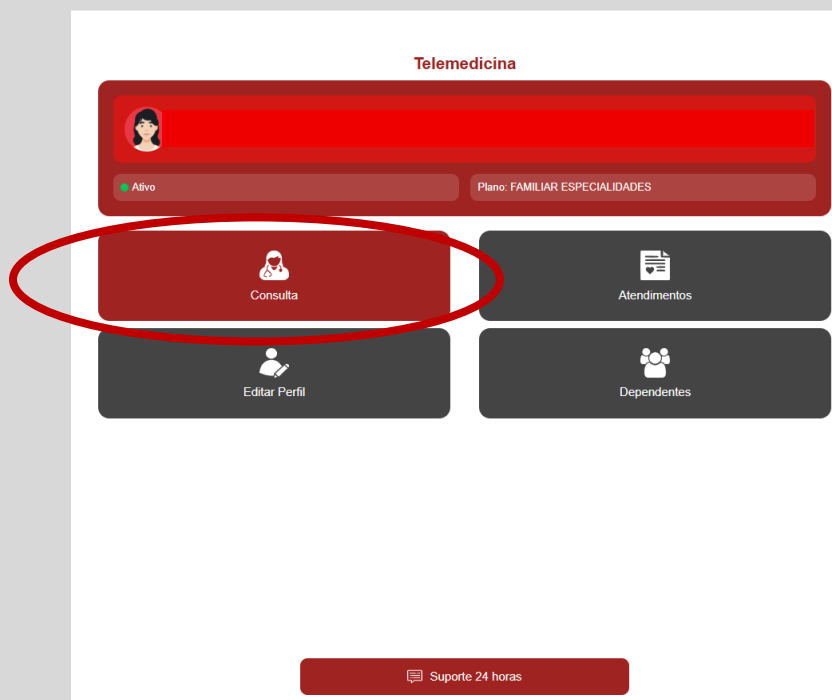 Telemedicina
Ativo
Plano: FAMILIAR ESPECIALIDADES
Consulta
Atendimentos
Editar Perfil
Dependentes
Suporte 24 horas